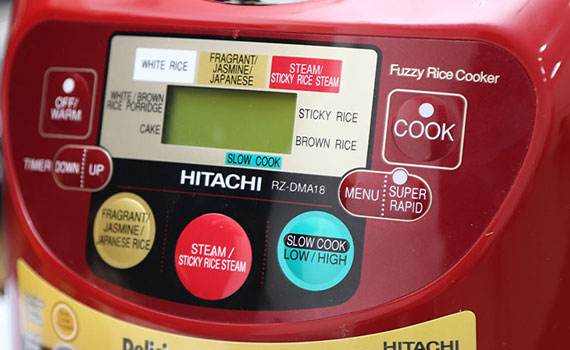 WHITE RICE
FRAGRANT/
JASMINE/
JAPANESE
STEAM/
STICKY RICE STEAM
Fuzzy Rice Cooker
OFF/
WARM
WHITE/BROWN
RICE PORRIDGE
CAKE
STICKY RICE
BROWN RICE
SLOW COOK
COOK
TIMER DOWN UP
HITACHI RZ-DMA18
MENU SUPER
RAPID
FRAGRANT/
JASMINE/
JAPANESE RICE
STEAM/
STICKY RICE STEAM
SLOW COOK
LOW/HIGH
HITACHI